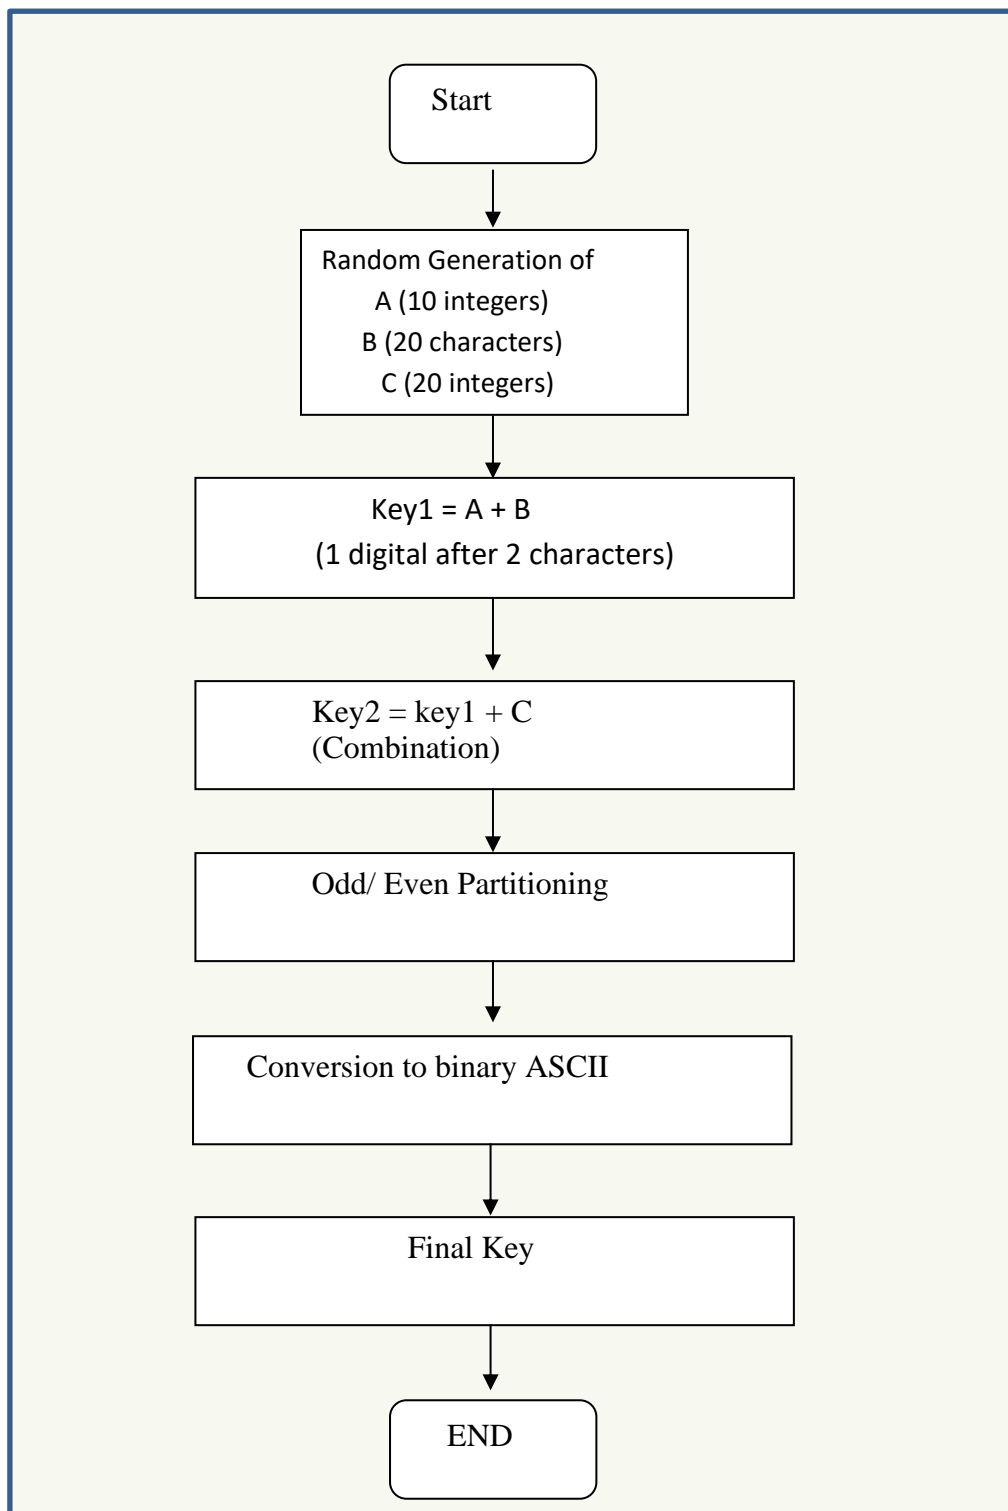 Start
Random Generation of
A (10 integers)
B (20 characters)
C (20 integers)
Key1 = A + B
(1 digital after 2 characters)
Key2 = key1 + C
(Combination)
Odd/ Even Partitioning
Conversion to binary ASCII
Final Key
END